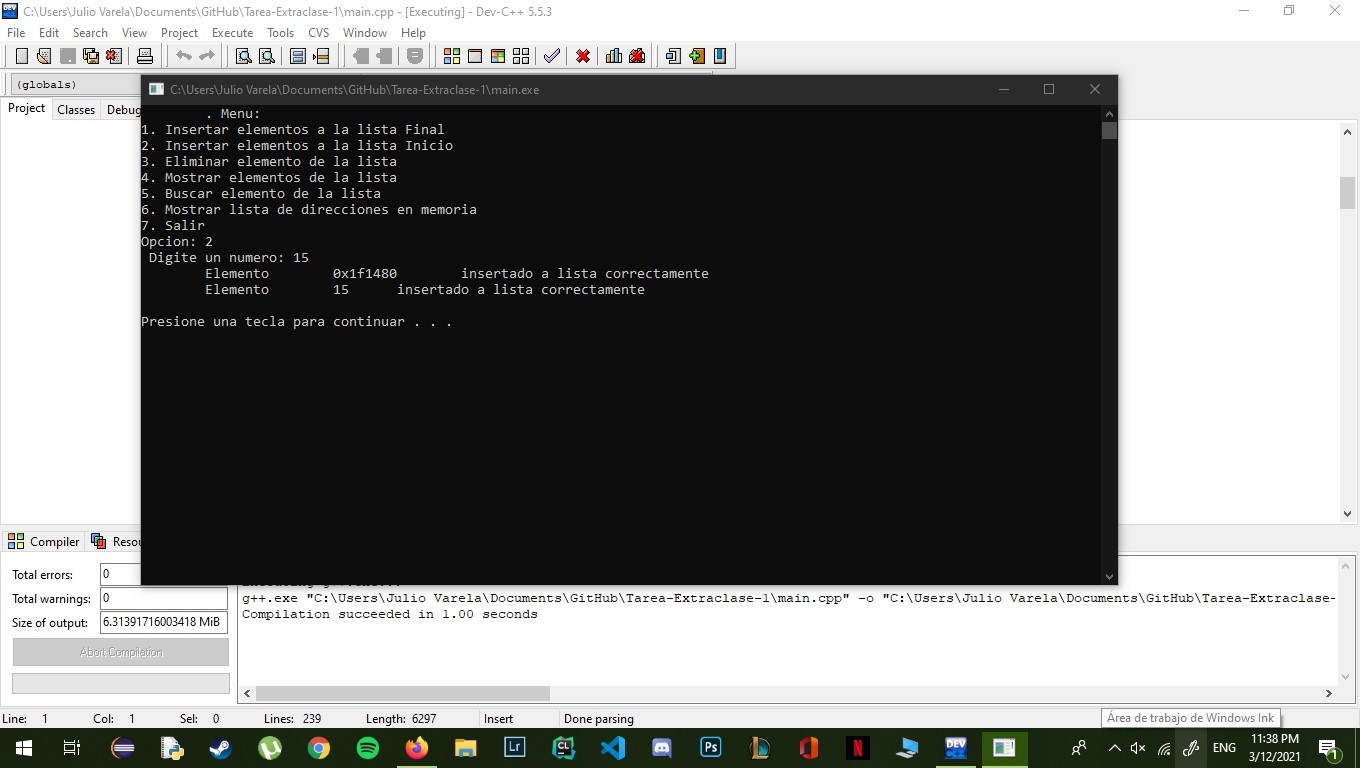 C:\Users\Julio Varela\Documents\GitHub\Tarea-Extraclase-1\main.cpp - [Executing] - Dev-C++ 5.5.3
File Edit Search View Project Execute Tools CVS Window Help
(globals)
Project Classes Debug
C:\Users\Julio Varela\Documents\GitHub\Tarea-Extraclase-1\main.exe
. Menu:
1. Insertar elementos a la lista Final
2. Insertar elementos a la lista Inicio
3. Eliminar elemento de la lista
4. Mostrar elementos de la lista
5. Buscar elemento de la lista
6. Mostrar lista de direcciones en memoria
7. Salir
Opcion: 2
Digite un numero: 15
Elemento 0x1f1480 insertado a lista correctamente
Elemento 15 insertado a lista correctamente
Presione una tecla para continuar . . .
Compiler Resou
Total errors: 0
Total warnings: 0
Size of output: 6.31391716003418 MiB
Abort Compilation
g++.exe "C:\Users\Julio Varela\Documents\GitHub\Tarea-Extraclase-1\main.cpp" -o "C:\Users\Julio Varela\Documents\GitHub\Tarea-Extraclase-
Compilation succeeded in 1.00 seconds
Line: 1 Col: 1 Sel: 0 Lines: 239 Length: 6297 Insert Done parsing
Área de trabajo de Windows Ink
Lr CL Ps N DEV ENG 11:38 PM
3/12/2021
1